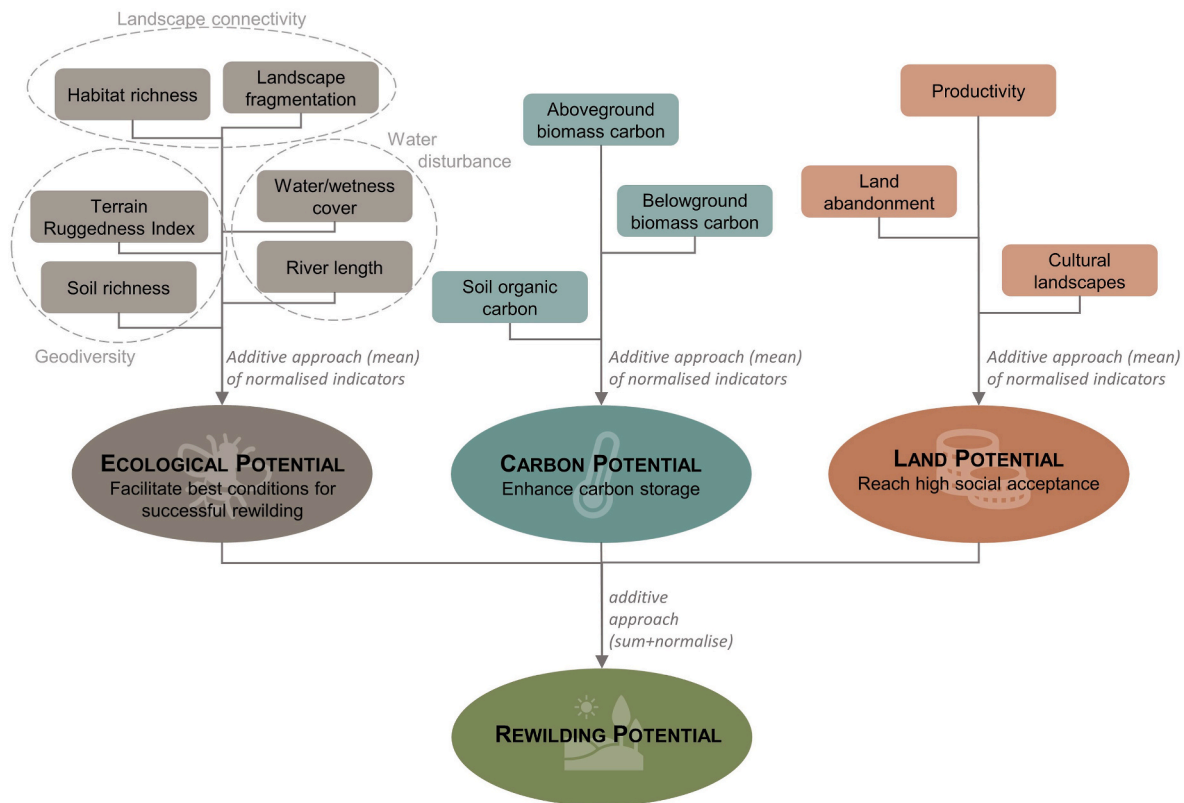 Landscape connectivity
Habitat richness
Landscape
fragmentation
Water
disturbance
Terrain
Ruggedness Index
Water/wetness
cover
Soil richness
River length
Geodiversity
Additive approach (mean)
of normalised indicators
Aboveground
biomass carbon
Belowground
biomass carbon
Soil organic
carbon
Additive approach (mean)
of normalised indicators
Productivity
Land
abandonment
Cultural
landscapes
Additive approach (mean)
of normalised indicators
ECOLOGICAL POTENTIAL
Facilitate best conditions for
successful rewilding
CARBON POTENTIAL
Enhance carbon storage
LAND POTENTIAL
Reach high social acceptance
additive
approach
(sum+normalise)
REWILDING POTENTIAL